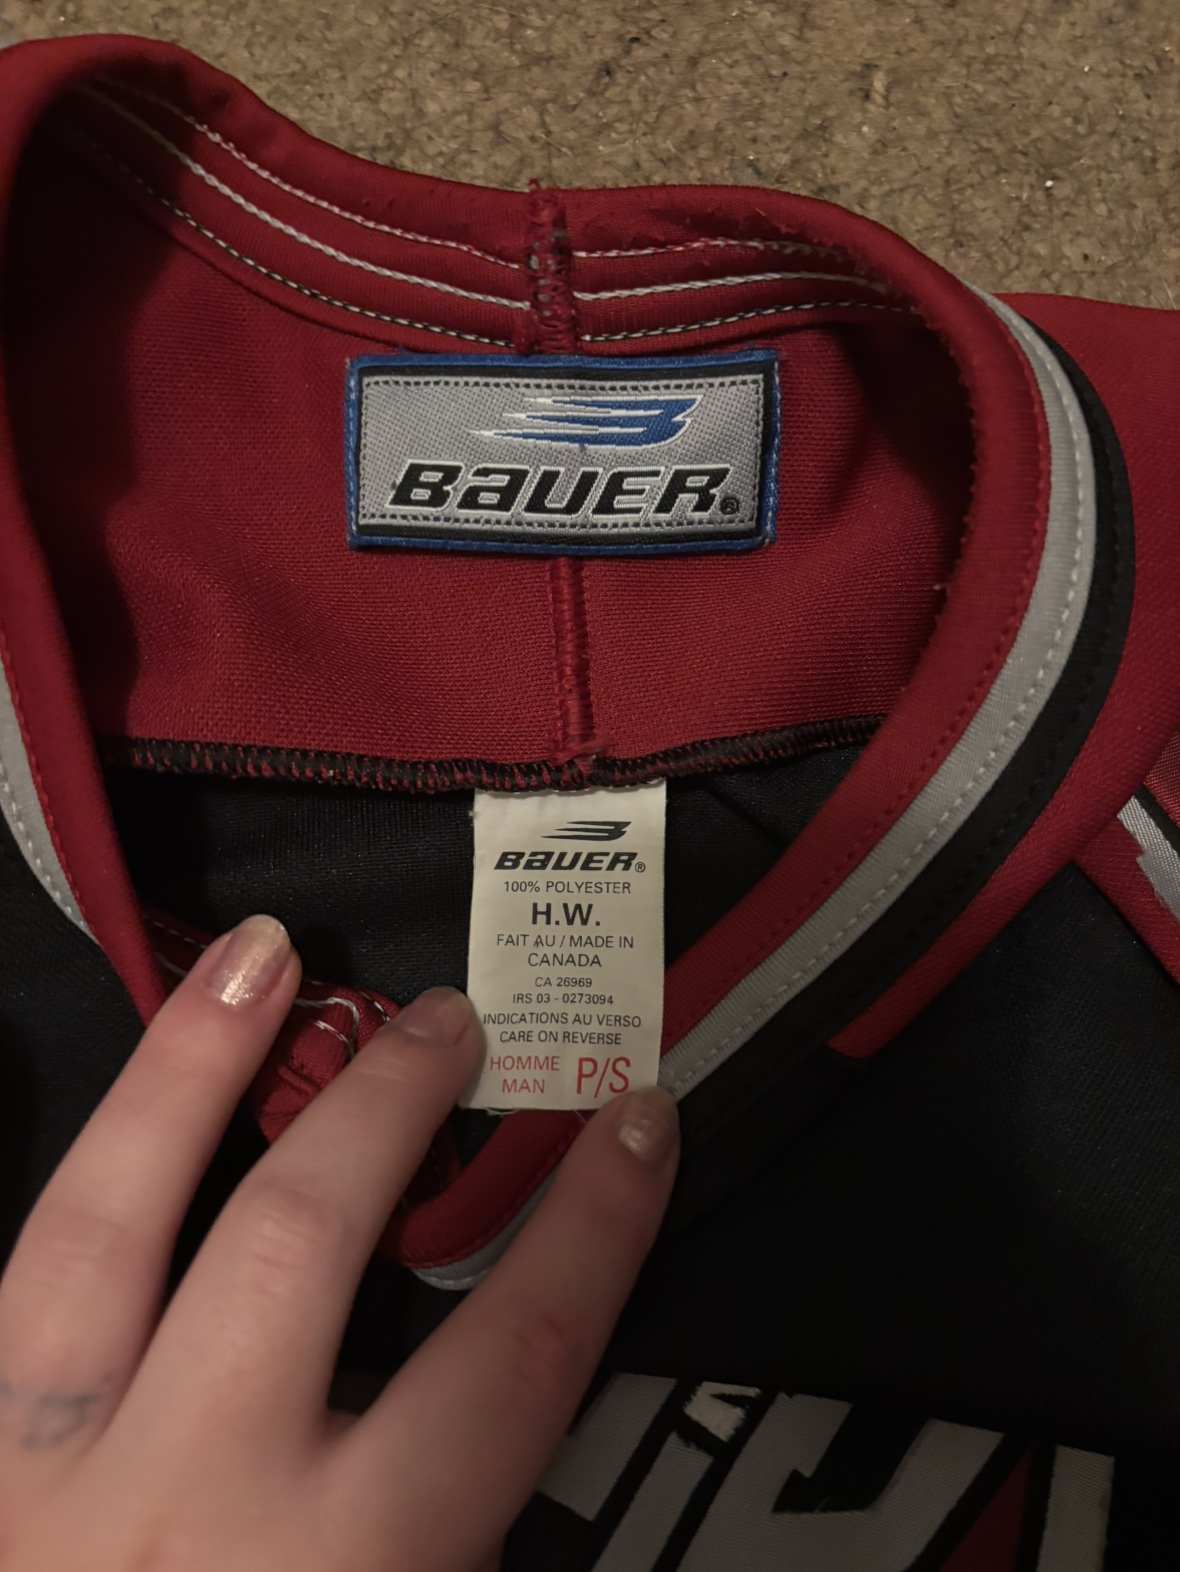 BAUER®
BAUER®
100% POLYESTER
H.W.
FAIT AU / MADE IN
CANADA
CA 26969
IRS 03 - 0273094
INDICATIONS AU VERSO
CARE ON REVERSE
HOMME
MAN
P/S